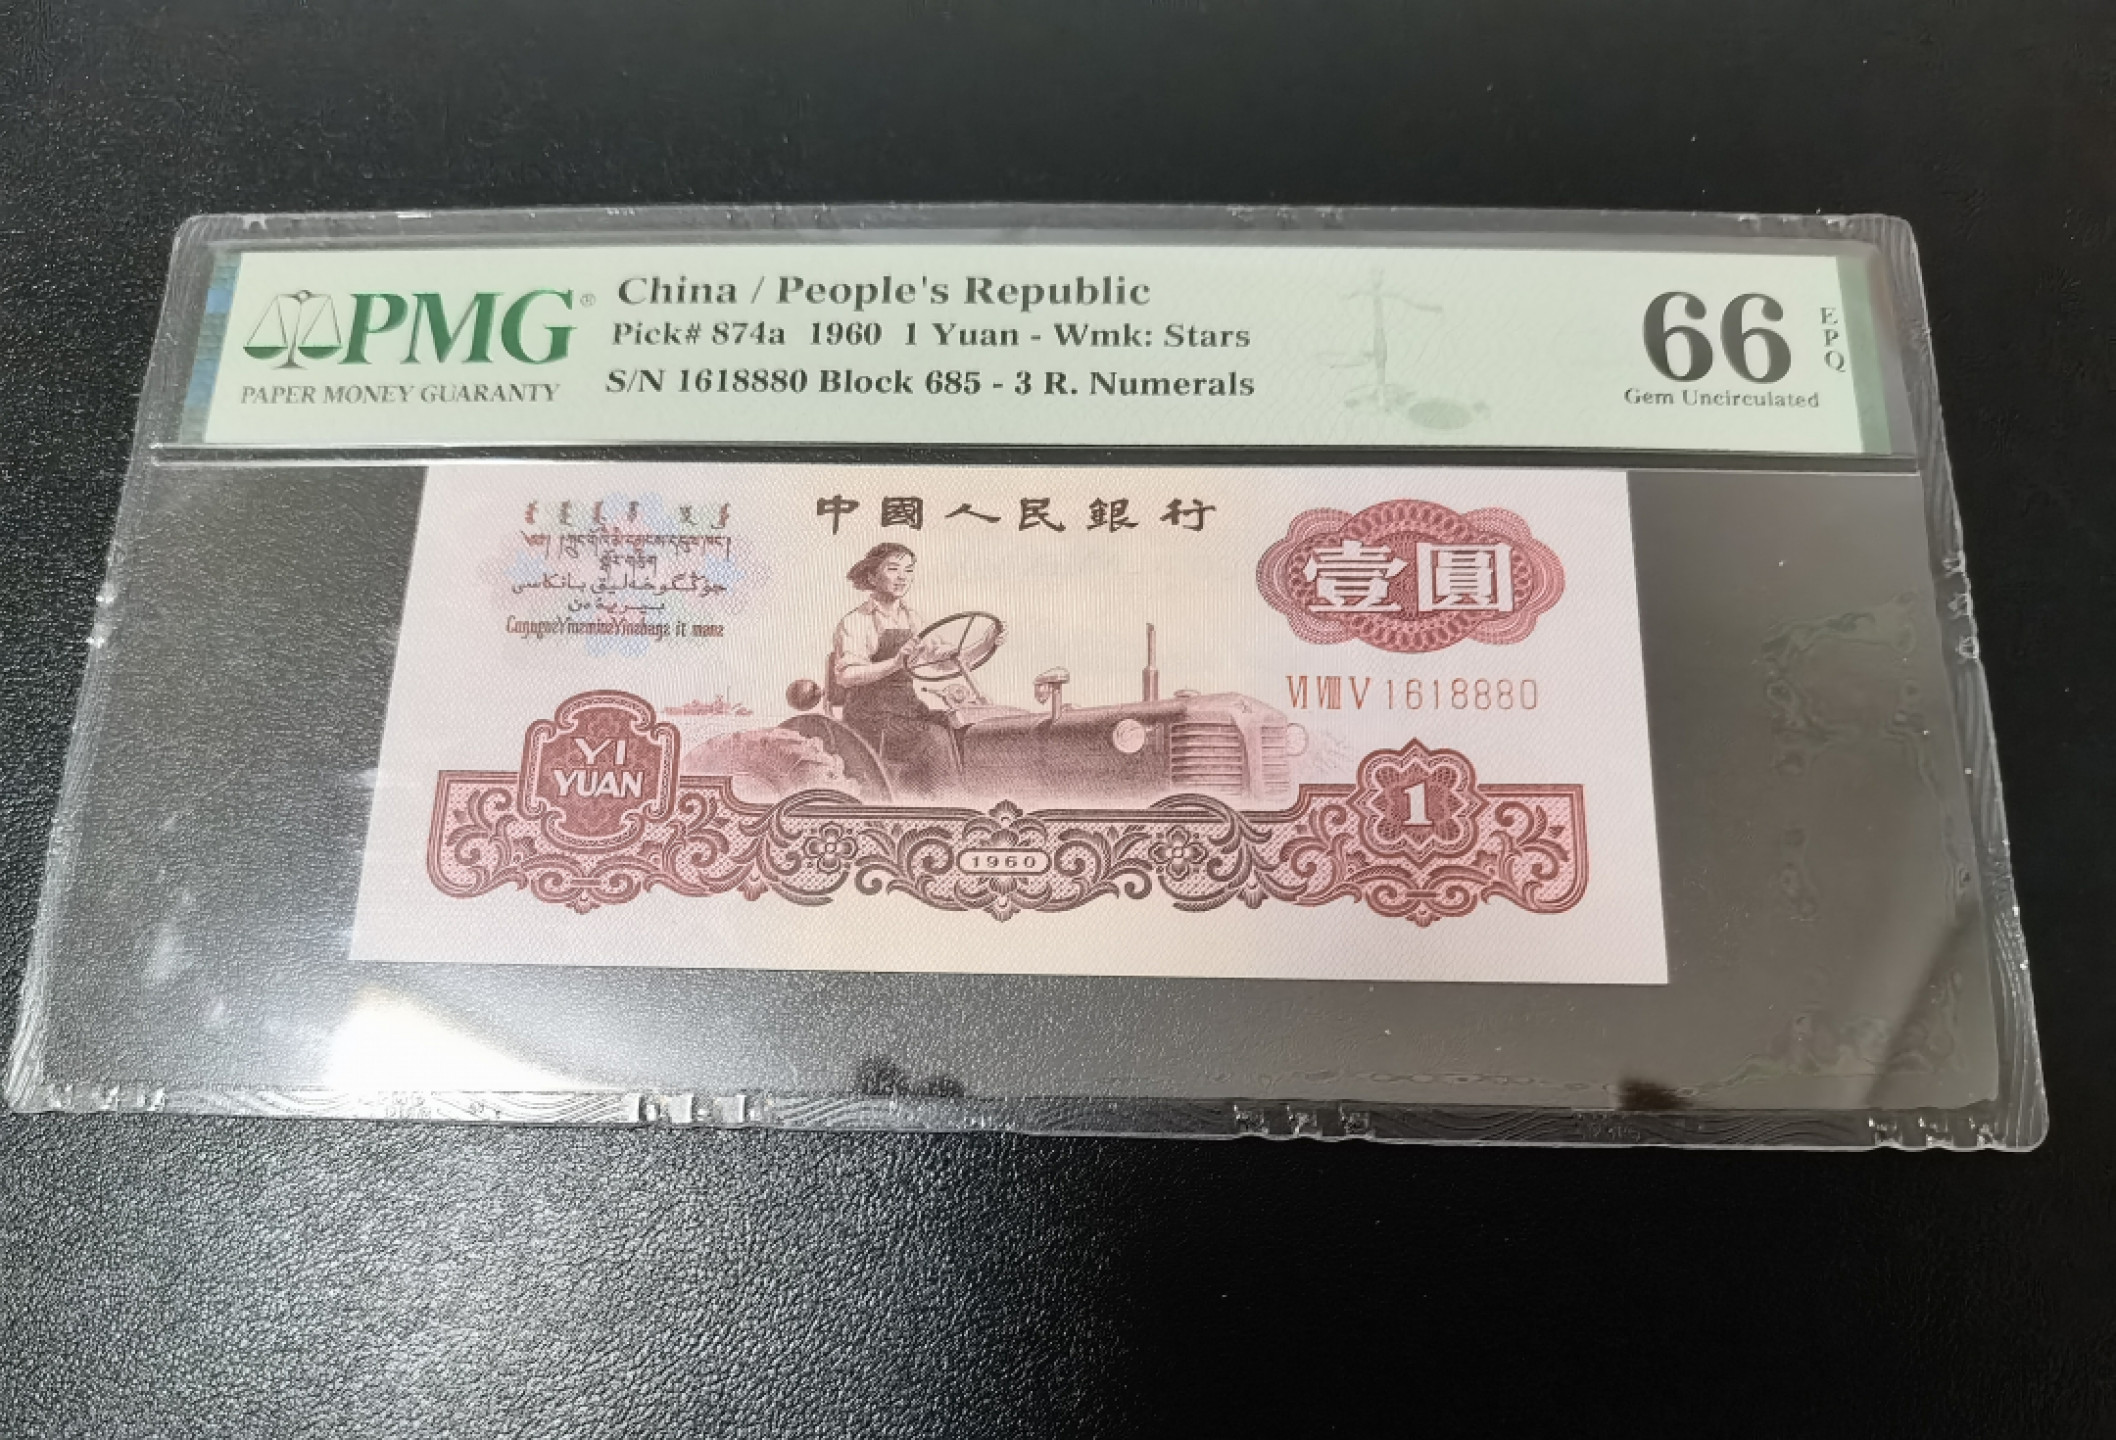 PMG®
PAPER MONEY GUARANTY
China / People's Republic
Pick# 874a 1960 1 Yuan - Wmk: Stars
S/N 1618880 Block 685 - 3 R. Numerals
66
EPQ
Gem Uncirculated
中國人民銀行
壹圓
VI VIII V 1618880
YI
YUAN
1960
1